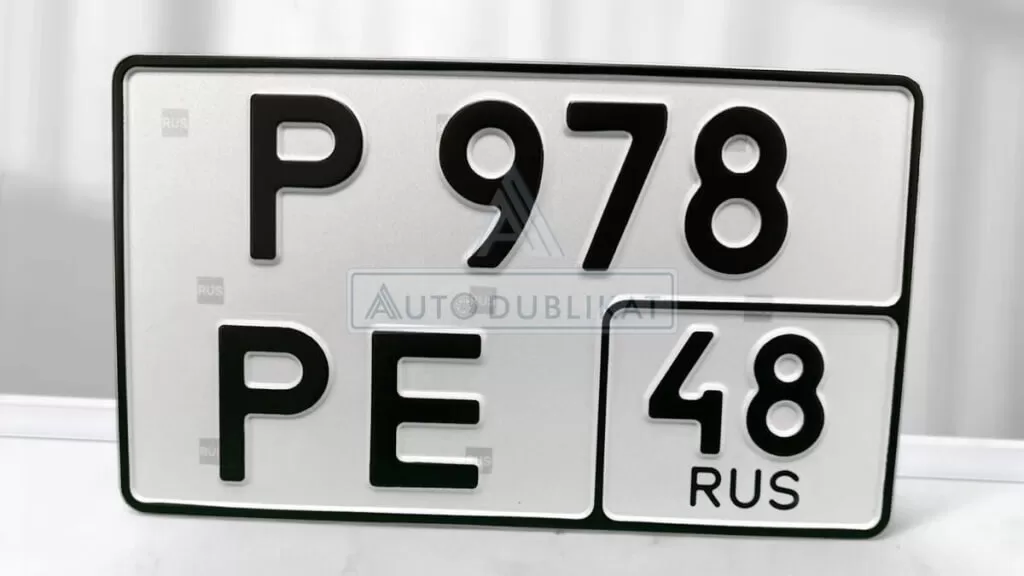 Р 978
AUTODUBLIKAT
РЕ 48
RUS